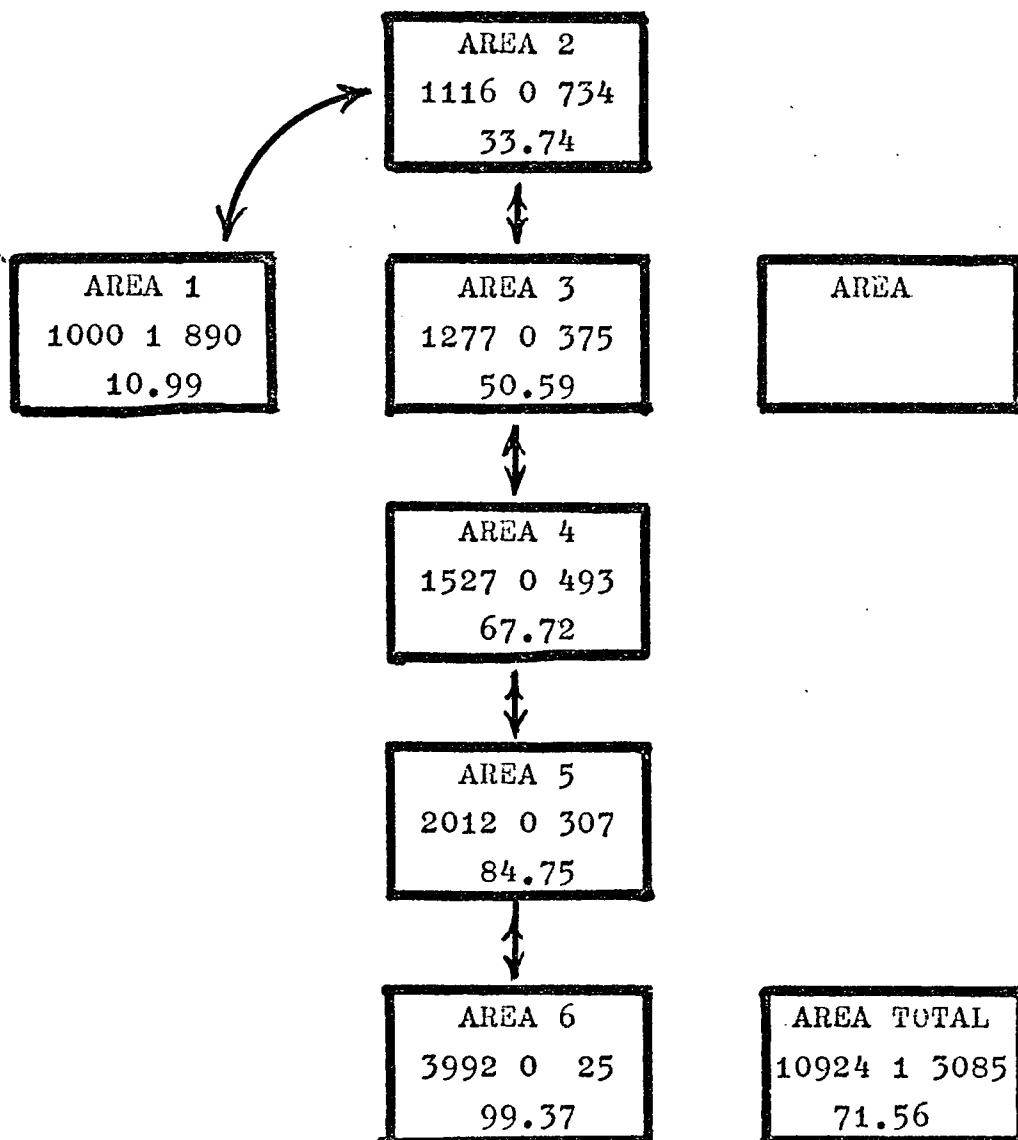 AREA 2
1116 0 734
33.74
AREA 1
1000 1 890
10.99
AREA 3
1277 0 375
50.59
AREA
AREA 4
1527 0 493
67.72
AREA 5
2012 0 307
84.75
AREA 6
3992 0 25
99.37
AREA TOTAL
10924 1 3085
71.56